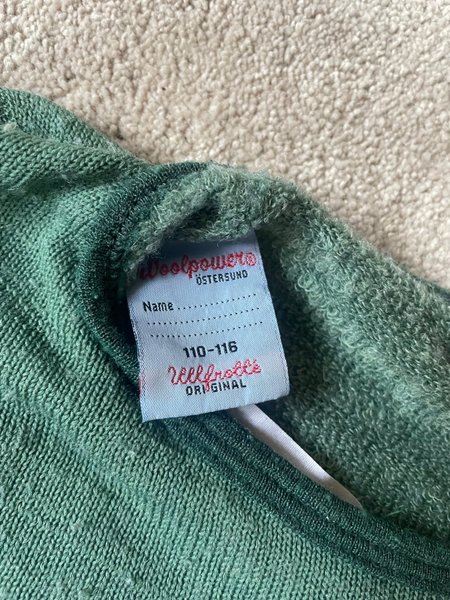 Woolpower®
ÖSTERSUND
Name ..................
..........................
..........................
110-116
Ullfrotté
ORIGINAL